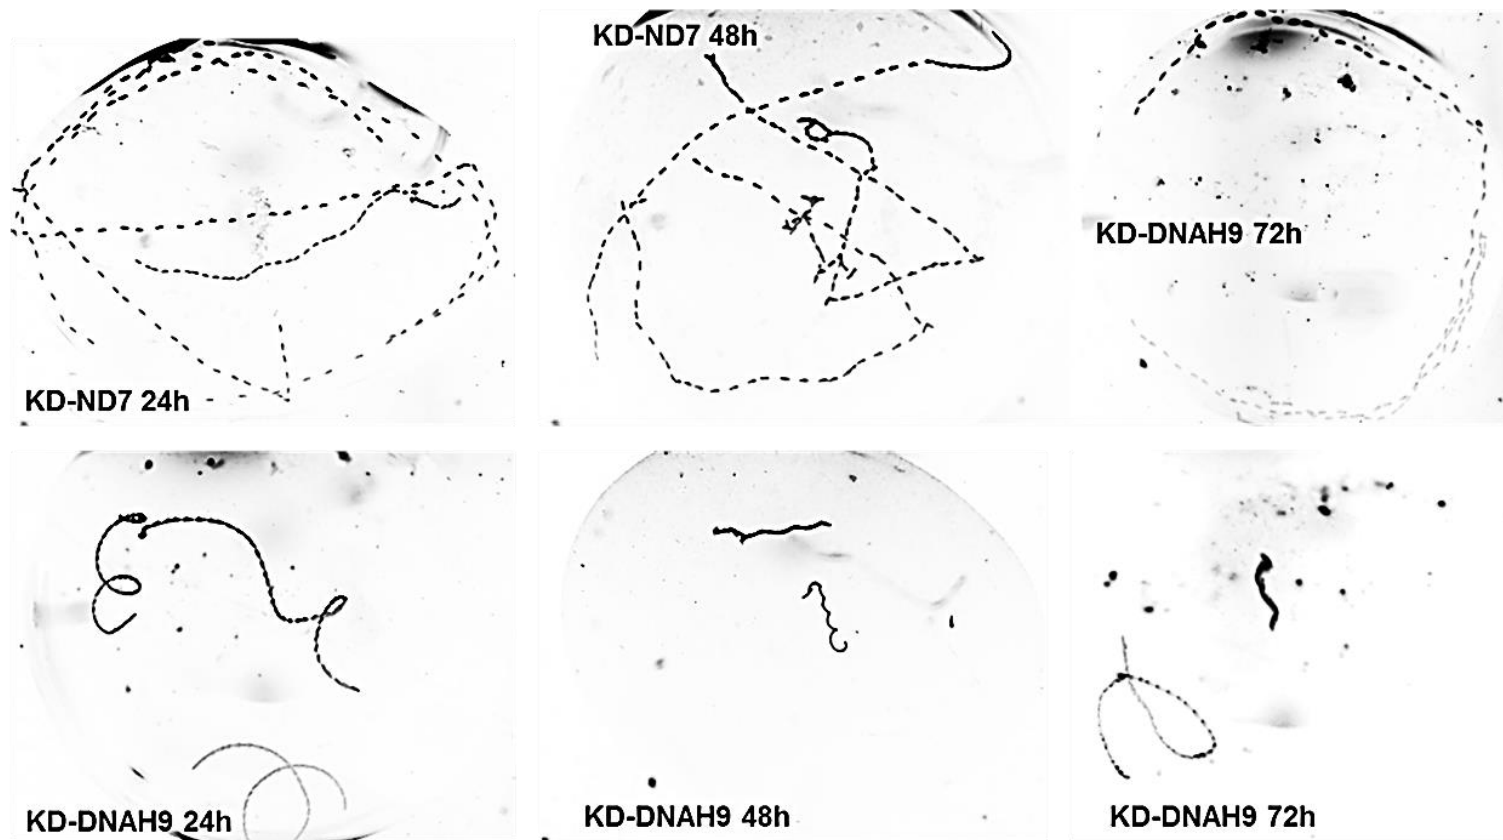 KD-ND7 24h
KD-ND7 48h
KD-DNAH9 72h
KD-DNAH9 24h
KD-DNAH9 48h
KD-DNAH9 72h